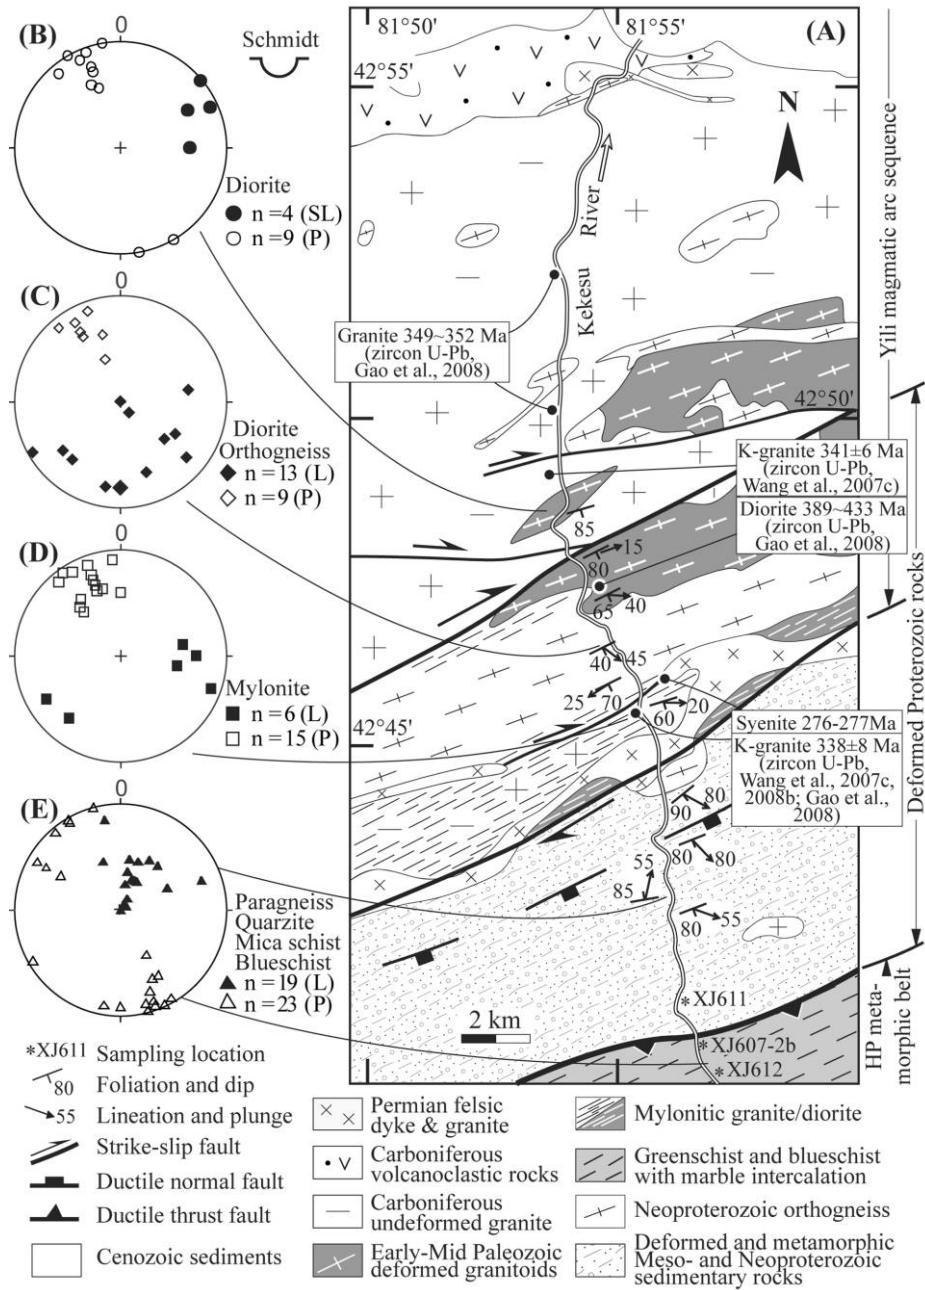 (B)
0
Schmidt
Diorite
n =4 (SL)
n =9 (P)
(C)
0
Diorite
Orthogneiss
n =13 (L)
n =9 (P)
(D)
0
Mylonite
n =6 (L)
n =15 (P)
(E)
0
Paragneiss
Quarzite
Mica schist
Blueschist
n =19 (L)
n =23 (P)
81°50'
81°55'
(A)
42°55'
N
River
Kekesu
Granite 349~352 Ma
(zircon U-Pb,
Gao et al., 2008)
42°50'
K-granite 341±6 Ma
(zircon U-Pb,
Wang et al., 2007c)
Diorite 389~433 Ma
(zircon U-Pb,
Gao et al., 2008)
85
15
80
65
40
40
45
25
70
60
20
42°45'
Syenite 276-277Ma
K-granite 338±8 Ma
(zircon U-Pb,
Wang et al., 2007c,
2008b; Gao et al.,
2008)
90
80
80
80
55
85
80
55
*XJ611
2 km
*XJ607-2b
*XJ612
Yili magmatic arc sequence
Deformed Proterozoic rocks
HP meta-
morphic belt
*XJ611 Sampling location
80 Foliation and dip
55 Lineation and plunge
Strike-slip fault
Ductile normal fault
Ductile thrust fault
Cenozoic sediments
Permian felsic
dyke & granite
Carboniferous
volcanoclastic rocks
Carboniferous
undeformed granite
Early-Mid Paleozoic
deformed granitoids
Mylonitic granite/diorite
Greenschist and blueschist
with marble intercalation
Neoproterozoic orthogneiss
Deformed and metamorphic
Meso- and Neoproterozoic
sedimentary rocks